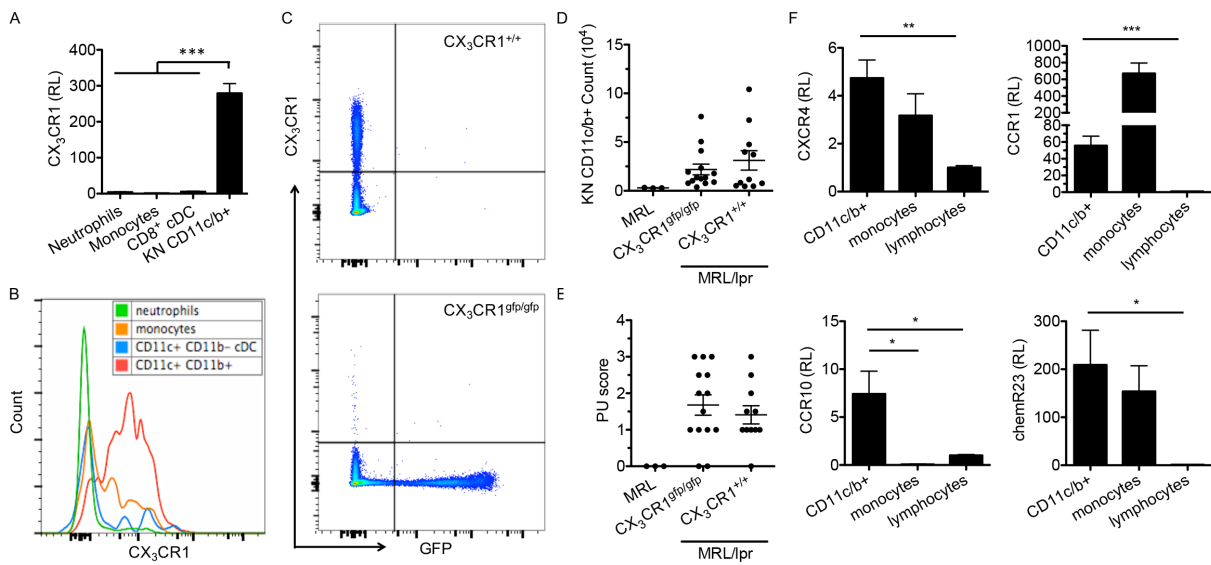 A
CX3CR1 (RL)
400
300
200
100
0
***
Neutrophils
Monocytes
CD8+ cDC
KN CD11c/b+
B
Count
neutrophils
monocytes
CD11c+ CD11b− cDC
CD11c+ CD11b+
CX3CR1
C
CX3CR1
CX3CR1+/+
CX3CR1gfp/gfp
GFP
D
KN CD11c/b+ Count (10⁴)
15
10
5
0
MRL
CX3CR1gfp/gfp
CX3CR1+/+
MRL/lpr
E
PU score
4
3
2
1
0
MRL
CX3CR1gfp/gfp
CX3CR1+/+
MRL/lpr
F
CXCR4 (RL)
6
4
2
0
**
CD11c/b+
monocytes
lymphocytes
CCR1 (RL)
1000
800
600
400
200
60
40
20
0
***
CD11c/b+
monocytes
lymphocytes
CCR10 (RL)
15
10
5
0
*
*
CD11c/b+
monocytes
lymphocytes
chemR23 (RL)
300
200
100
0
*
CD11c/b+
monocytes
lymphocytes